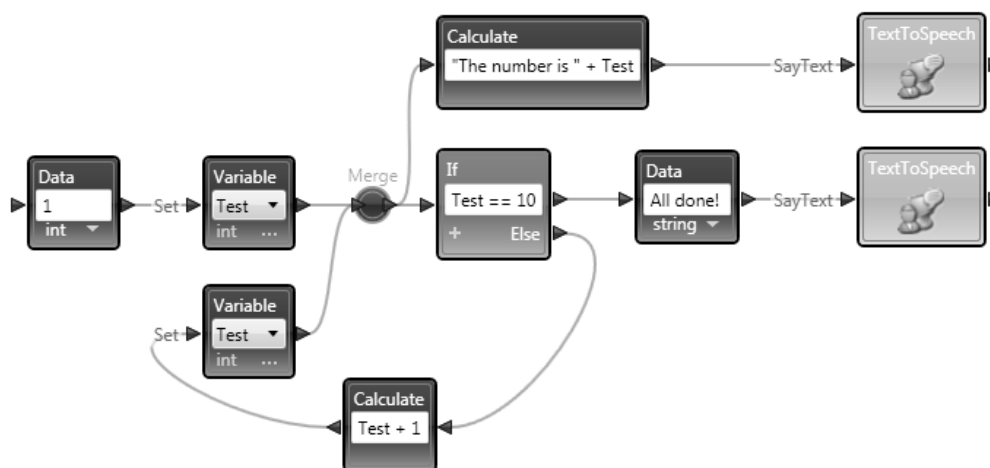 Calculate
"The number is " + Test
SayText
TextToSpeech
Data
1
int
Set
Variable
Test
int ...
Merge
If
Test == 10
+ Else
Data
All done!
string
SayText
TextToSpeech
Set
Variable
Test
int ...
Calculate
Test + 1